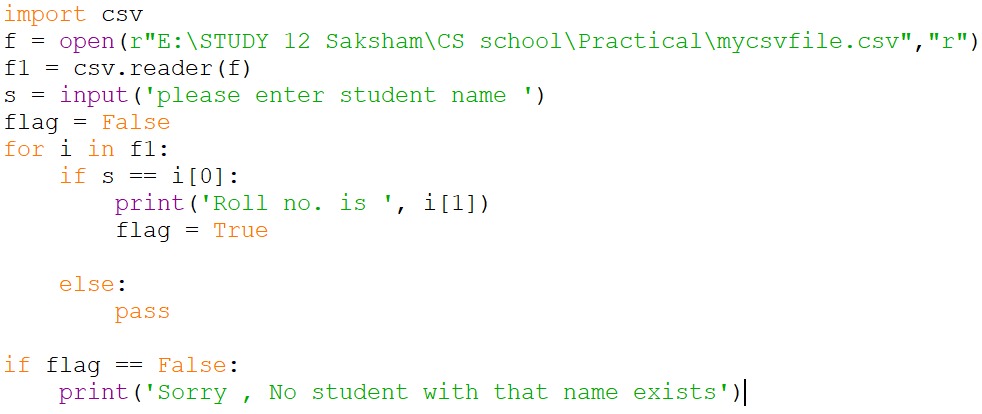 import csv
f = open(r"E:\STUDY 12 Saksham\CS school\Practical\mycsvfile.csv","r")
f1 = csv.reader(f)
s = input('please enter student name ')
flag = False
for i in f1:
    if s == i[0]:
        print('Roll no. is ', i[1])
        flag = True
    else:
        pass
if flag == False:
    print('Sorry , No student with that name exists')